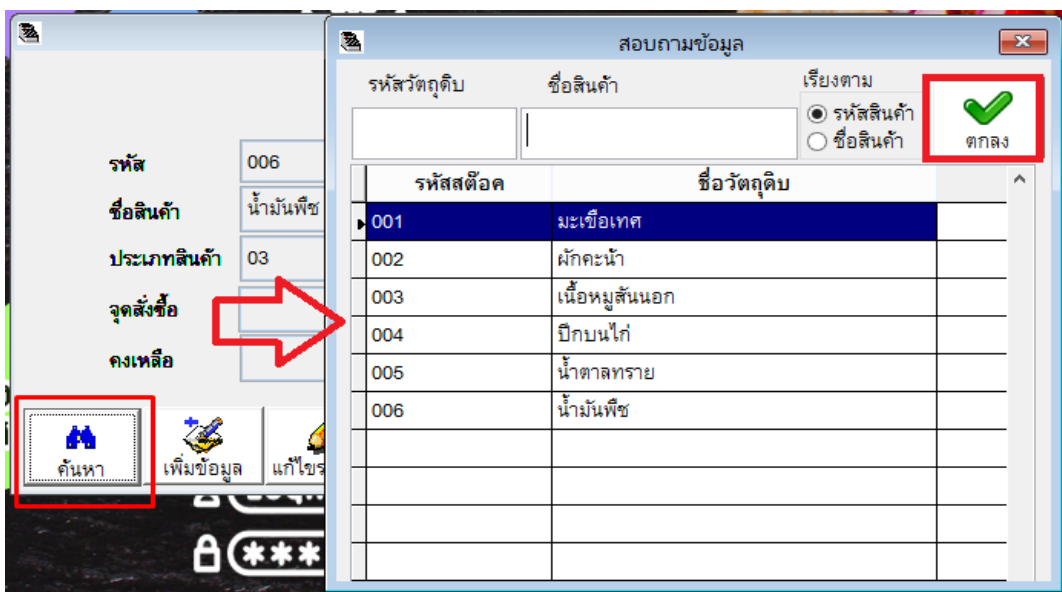 สอบถามข้อมูล
รหัสวัตถุดิบ ชื่อสินค้า เรียงตาม
รหัสสินค้า
ชื่อสินค้า
ตกลง
รหัสสต๊อค ชื่อวัตถุดิบ
001 มะเขือเทศ
002 ผักคะน้า
003 เนื้อหมูสันนอก
004 ปีกบนไก่
005 น้ำตาลทราย
006 น้ำมันพืช
รหัส 006
ชื่อสินค้า น้ำมันพืช
ประเภทสินค้า 03
จุดสั่งซื้อ
คงเหลือ
ค้นหา เพิ่มข้อมูล แก้ไขร
***